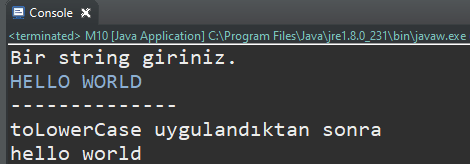 Console
<terminated> M10 [Java Application] C:\Program Files\Java\jre1.8.0_231\bin\javaw.exe
Bir string giriniz.
HELLO WORLD
--------------
toLowerCase uygulandıktan sonra
hello world